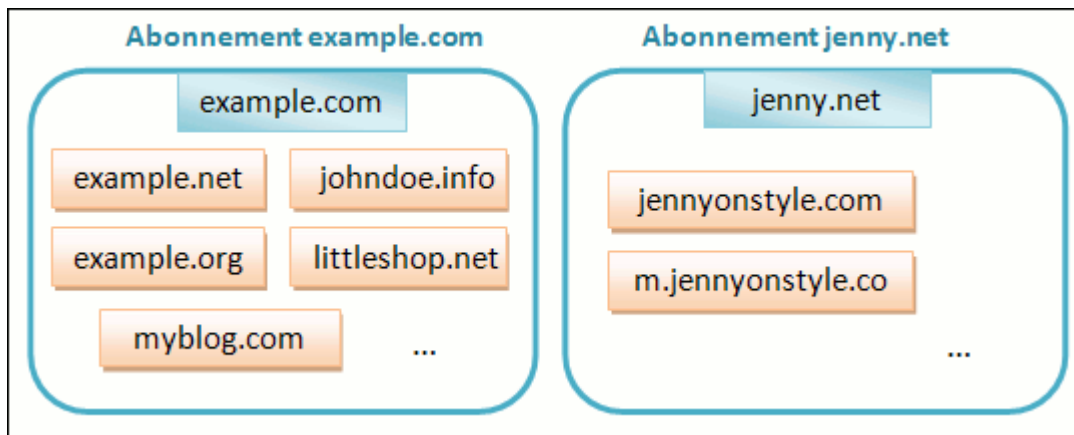 Abonnement example.com
example.com
example.net
johndoe.info
example.org
littleshop.net
myblog.com
...
Abonnement jenny.net
jenny.net
jennyonstyle.com
m.jennyonstyle.co
...